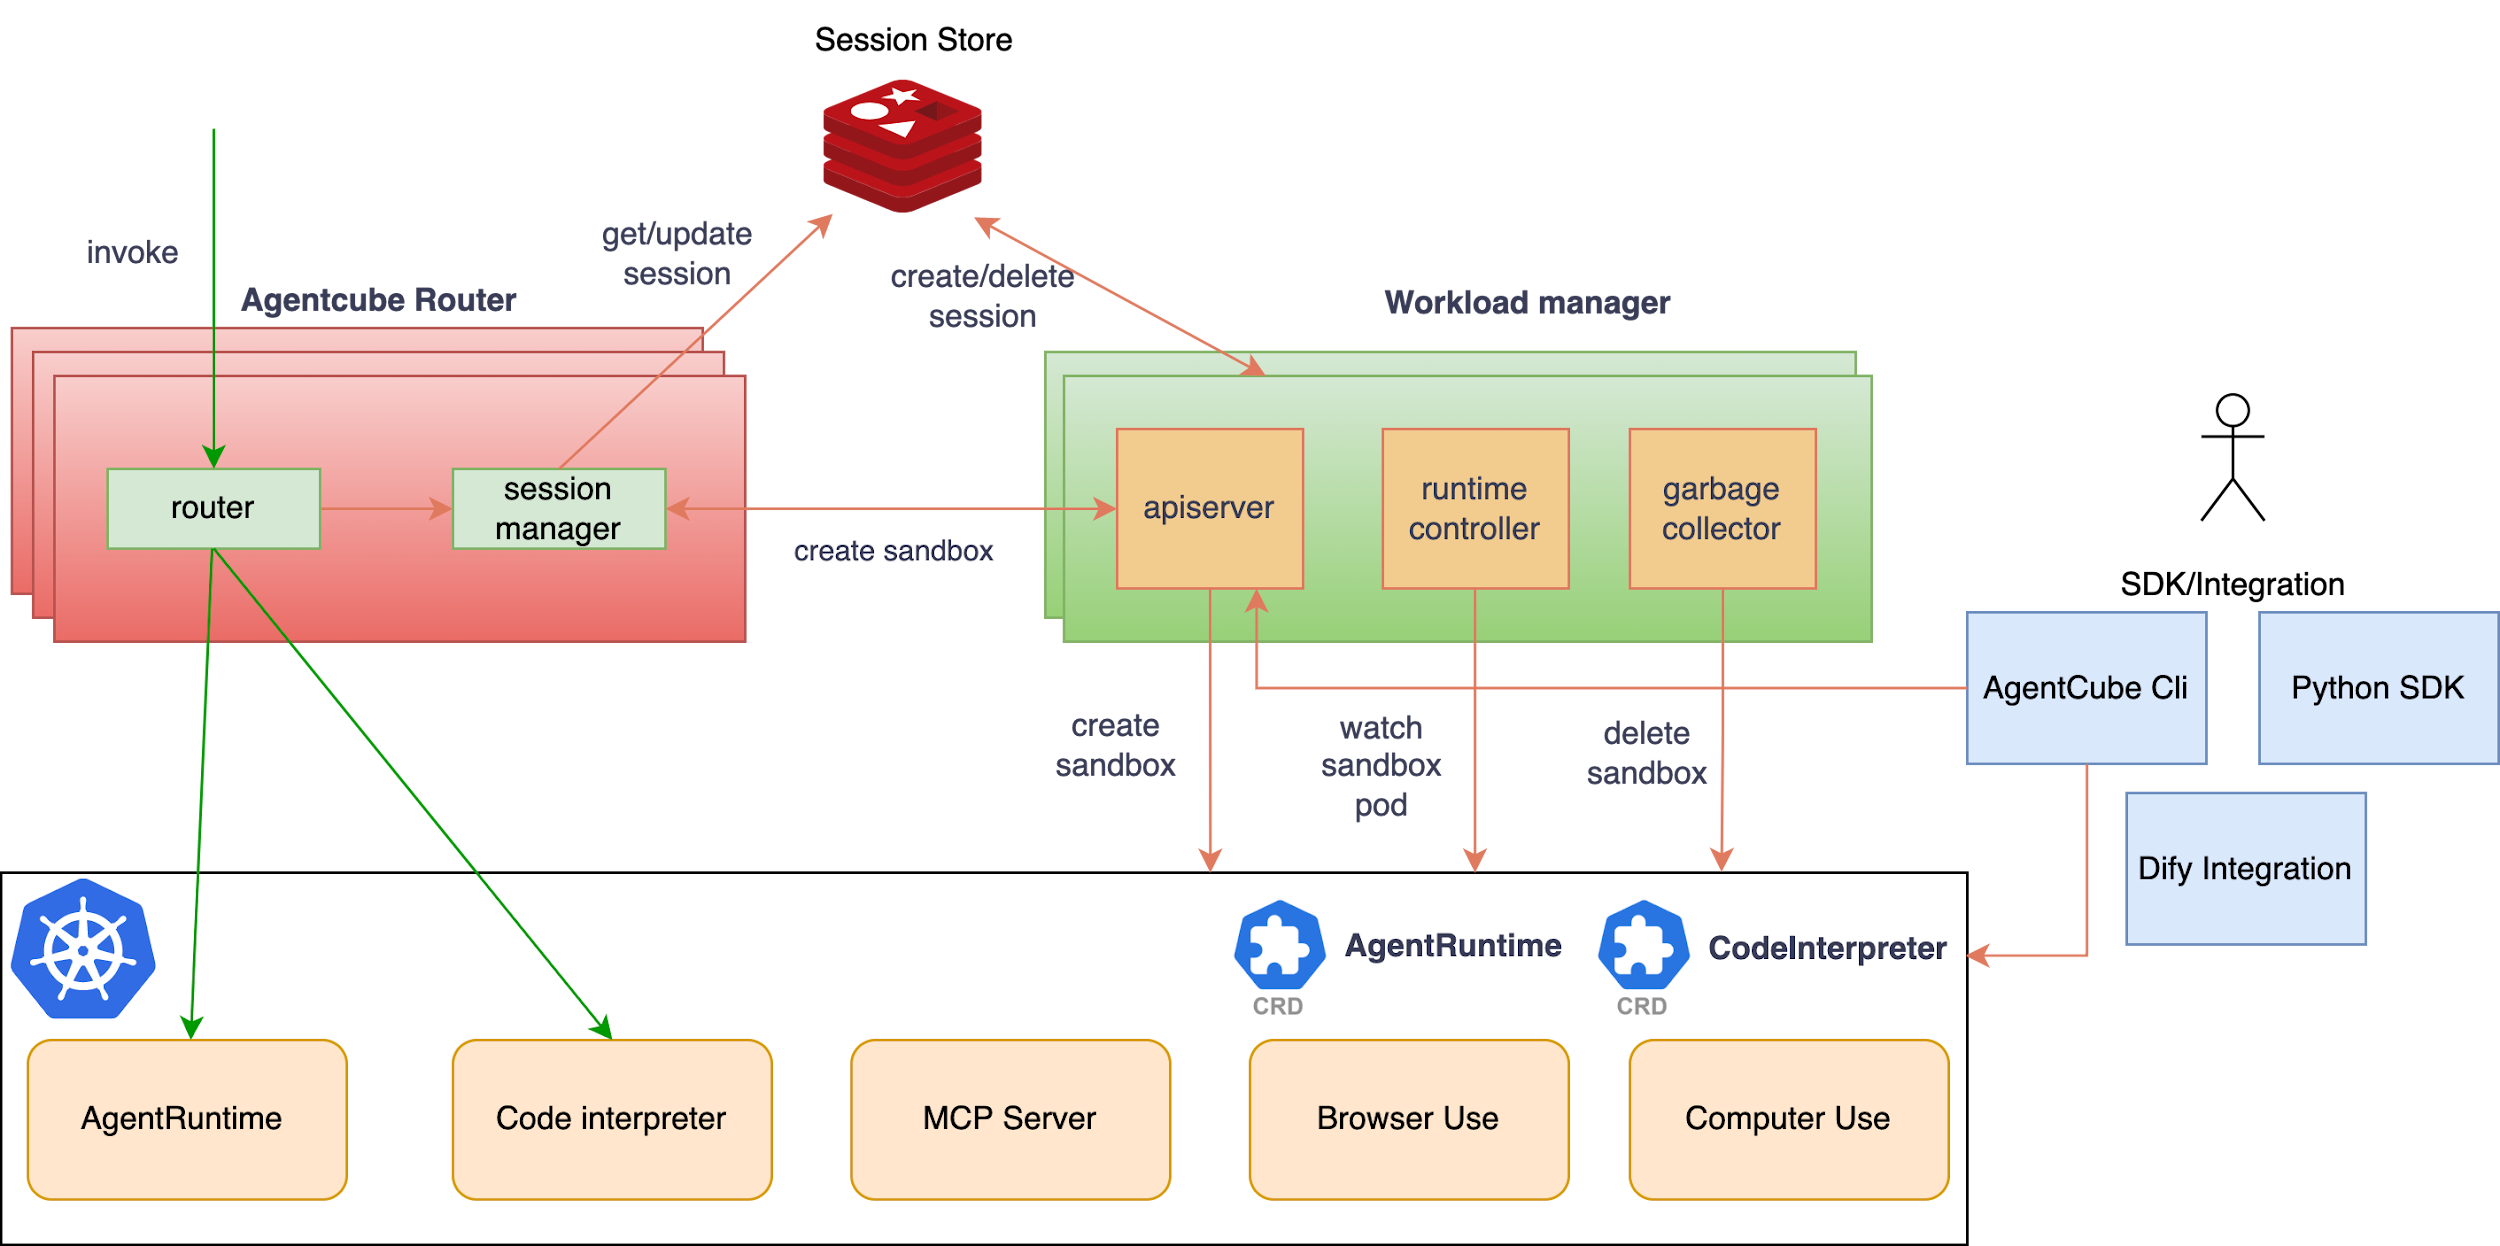 Session Store
invoke
get/update
session
create/delete
session
Agentcube Router
Workload manager
router
session
manager
create sandbox
apiserver
runtime
controller
garbage
collector
SDK/Integration
AgentCube Cli
Python SDK
Dify Integration
create
sandbox
watch
sandbox
pod
delete
sandbox
CRD
AgentRuntime
CRD
CodeInterpreter
AgentRuntime
Code interpreter
MCP Server
Browser Use
Computer Use